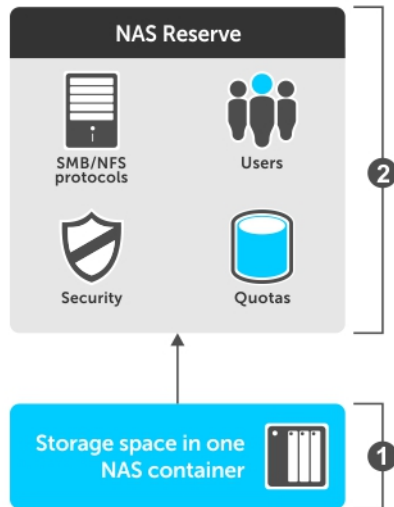 NAS Reserve
SMB/NFS
protocols
Users
Security
Quotas
2
Storage space in one
NAS container
1